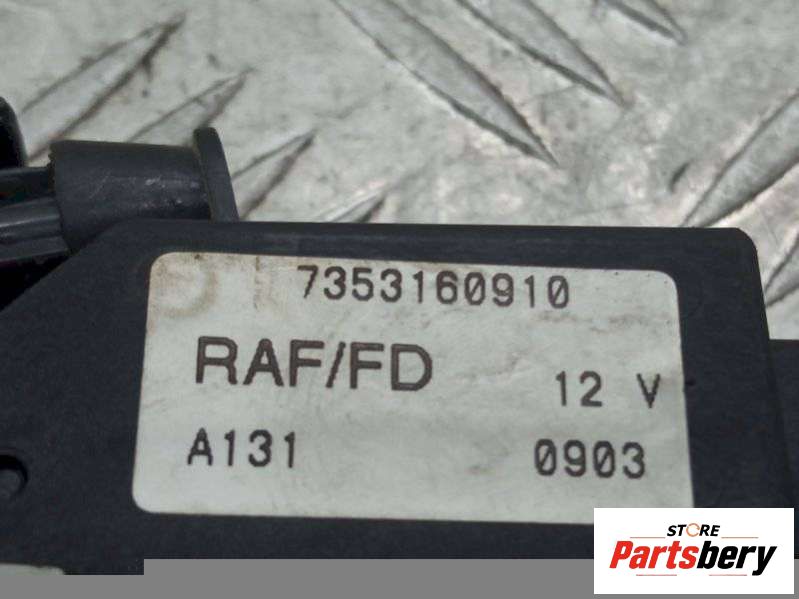 7353160910
RAF/FD
12 V
A131 0903
STORE
Partsbery